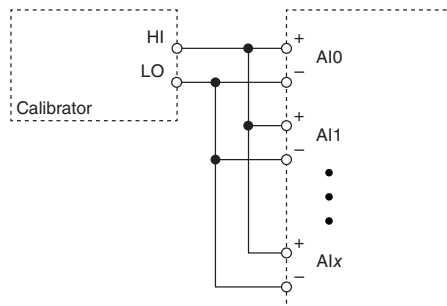 HI
+
AI0
LO
–
Calibrator
+
AI1
–
+
AIx
–